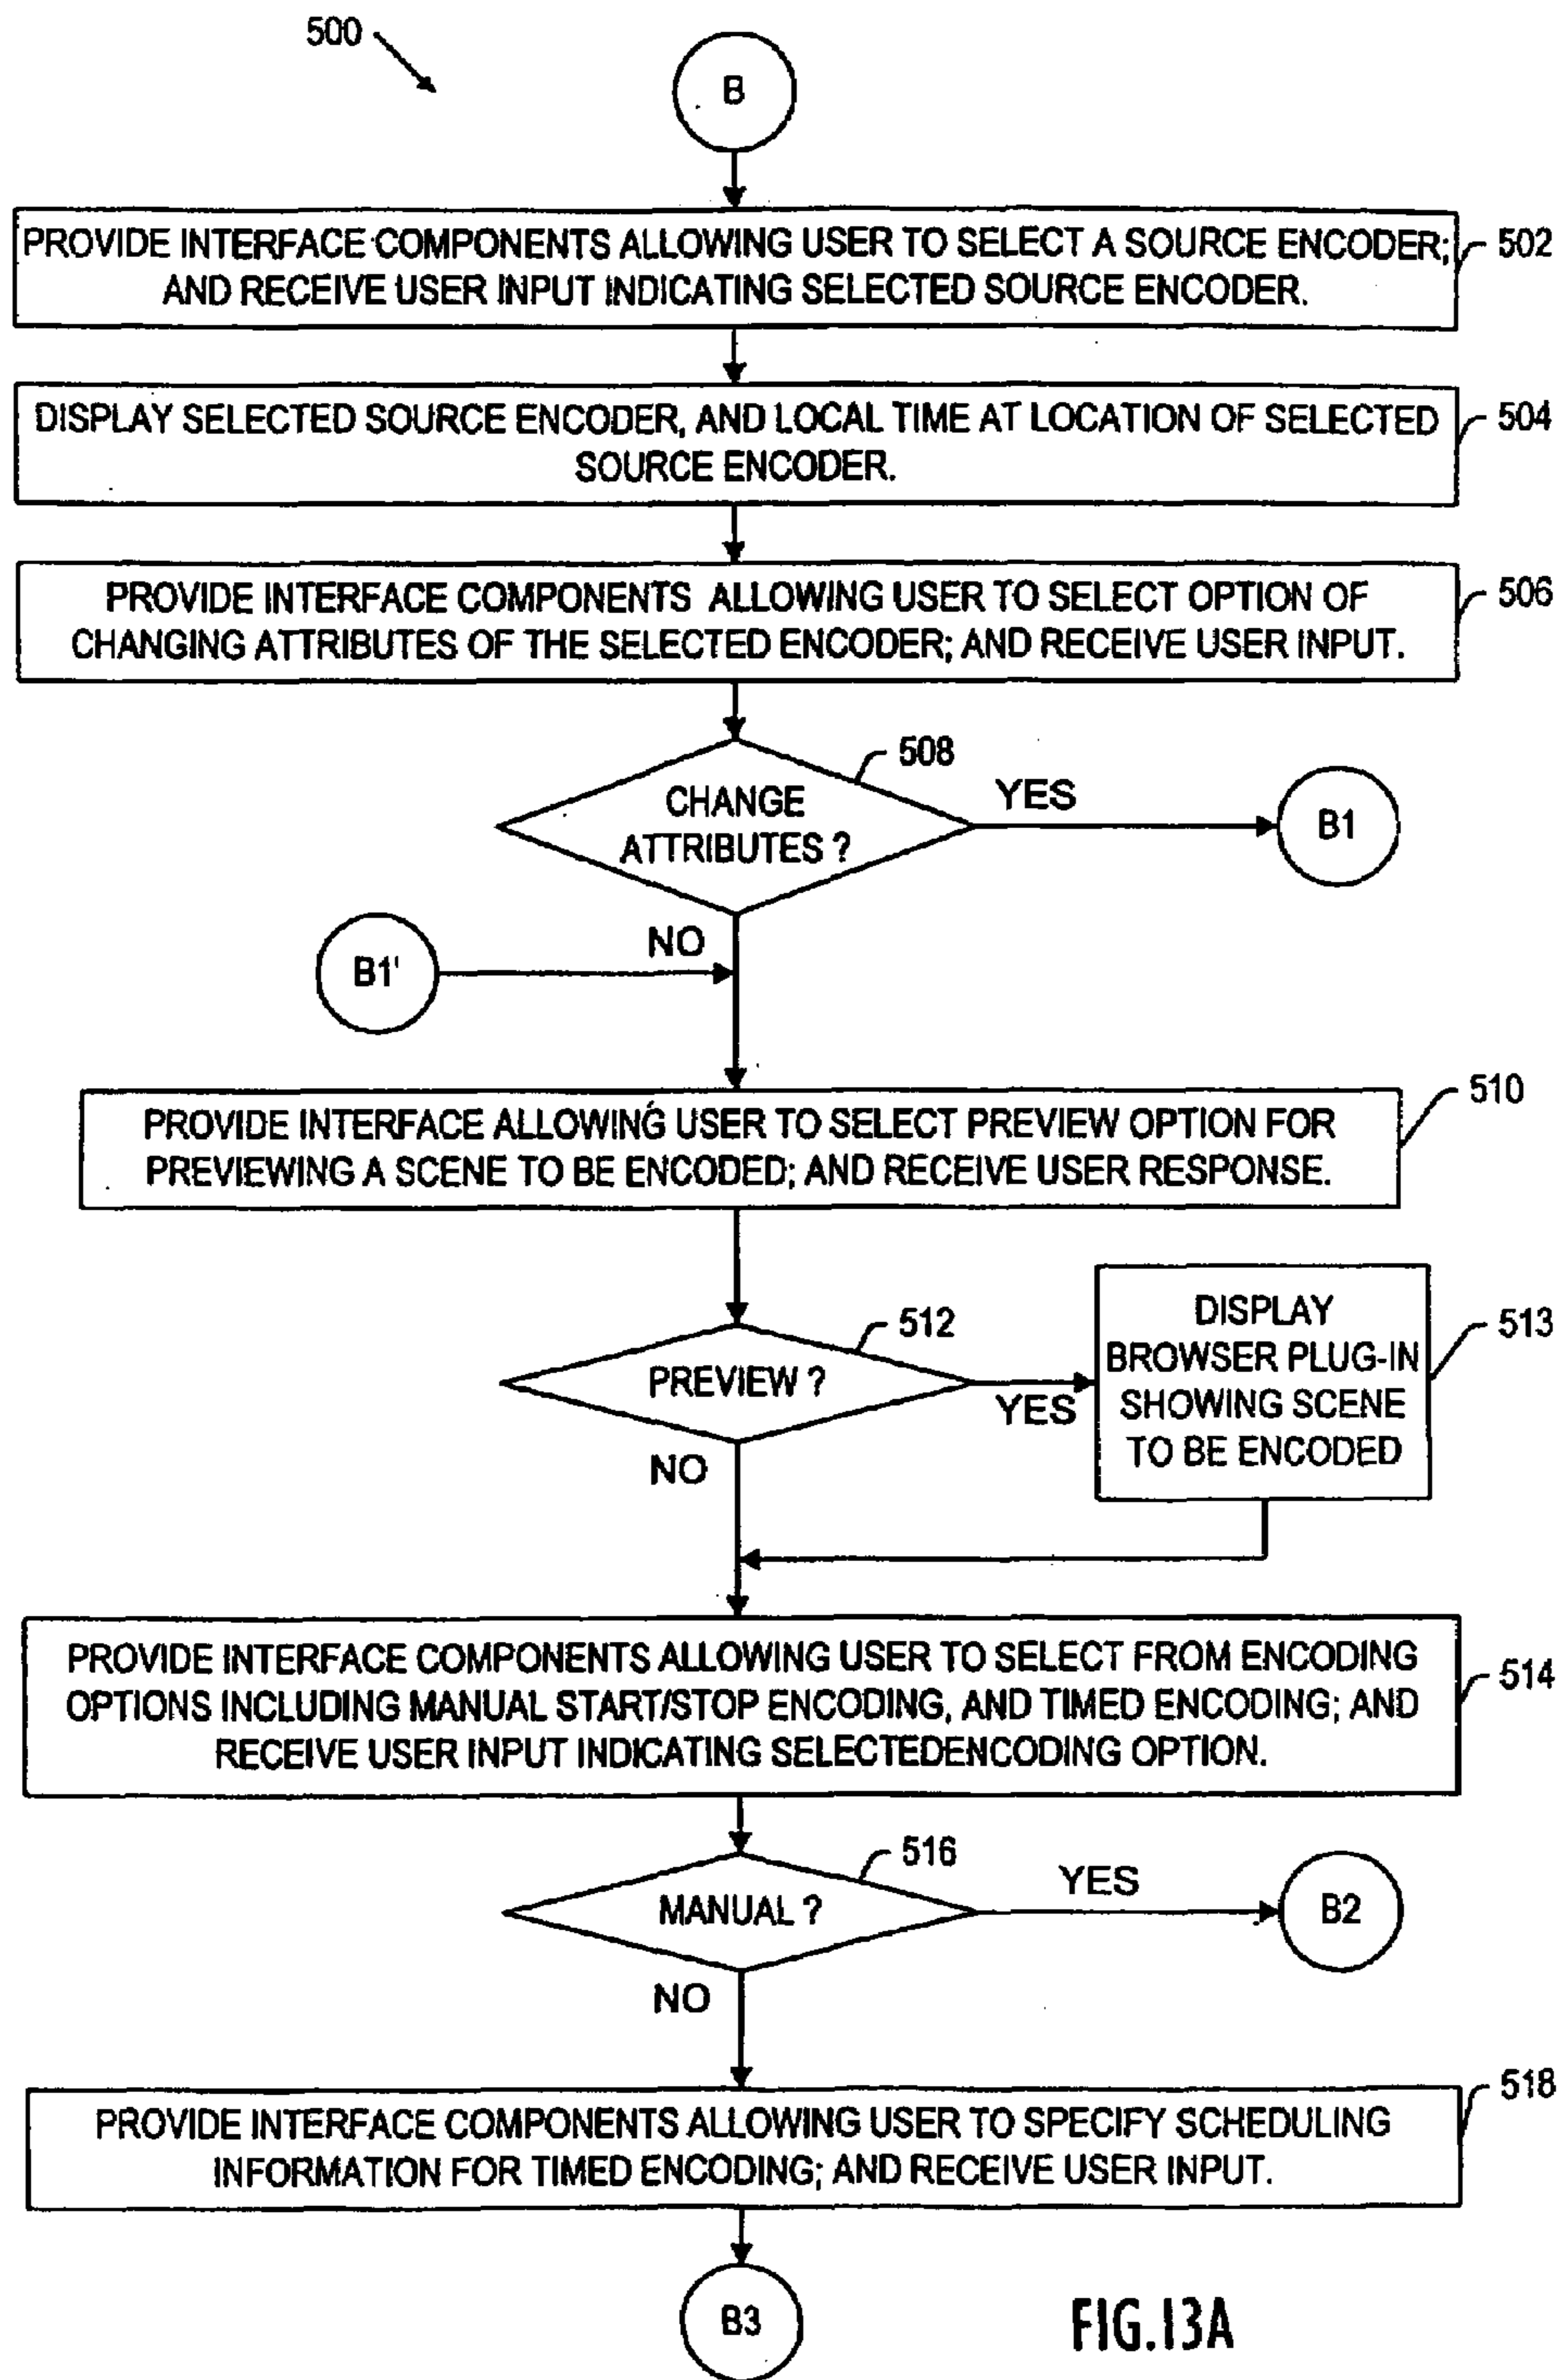 500
B
PROVIDE INTERFACE COMPONENTS ALLOWING USER TO SELECT A SOURCE ENCODER;
AND RECEIVE USER INPUT INDICATING SELECTED SOURCE ENCODER.
502
DISPLAY SELECTED SOURCE ENCODER, AND LOCAL TIME AT LOCATION OF SELECTED
SOURCE ENCODER.
504
PROVIDE INTERFACE COMPONENTS ALLOWING USER TO SELECT OPTION OF
CHANGING ATTRIBUTES OF THE SELECTED ENCODER; AND RECEIVE USER INPUT.
506
508
CHANGE
ATTRIBUTES ?
YES
B1
NO
B1'
PROVIDE INTERFACE ALLOWING USER TO SELECT PREVIEW OPTION FOR
PREVIEWING A SCENE TO BE ENCODED; AND RECEIVE USER RESPONSE.
510
512
PREVIEW ?
YES
DISPLAY
BROWSER PLUG-IN
SHOWING SCENE
TO BE ENCODED
513
NO
PROVIDE INTERFACE COMPONENTS ALLOWING USER TO SELECT FROM ENCODING
OPTIONS INCLUDING MANUAL START/STOP ENCODING, AND TIMED ENCODING; AND
RECEIVE USER INPUT INDICATING SELECTEDENCODING OPTION.
514
516
MANUAL ?
YES
B2
NO
PROVIDE INTERFACE COMPONENTS ALLOWING USER TO SPECIFY SCHEDULING
INFORMATION FOR TIMED ENCODING; AND RECEIVE USER INPUT.
518
B3
FIG.13A